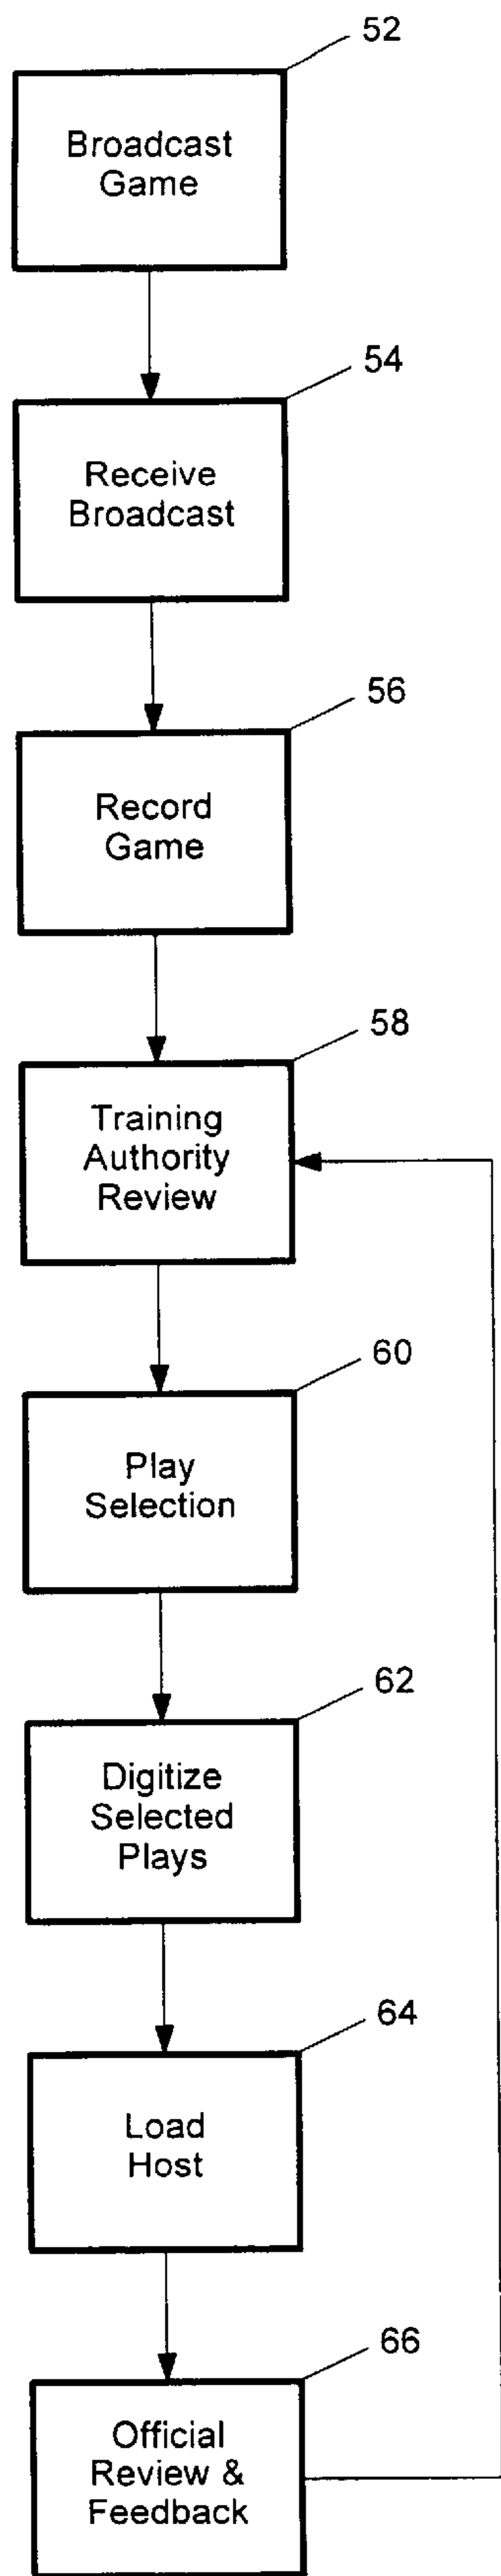 52
Broadcast
Game
54
Receive
Broadcast
56
Record
Game
58
Training
Authority
Review
60
Play
Selection
62
Digitize
Selected
Plays
64
Load
Host
66
Official
Review &
Feedback